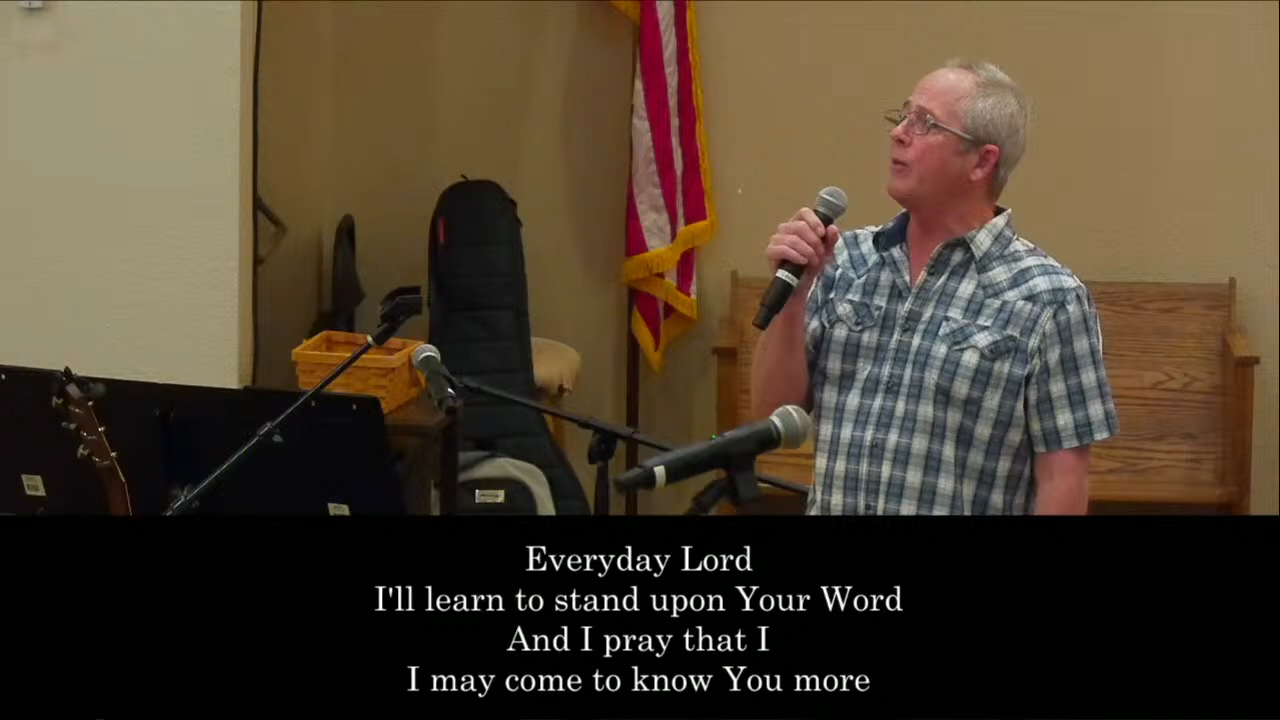 Everyday Lord
I'll learn to stand upon Your Word
And I pray that I
I may come to know You more